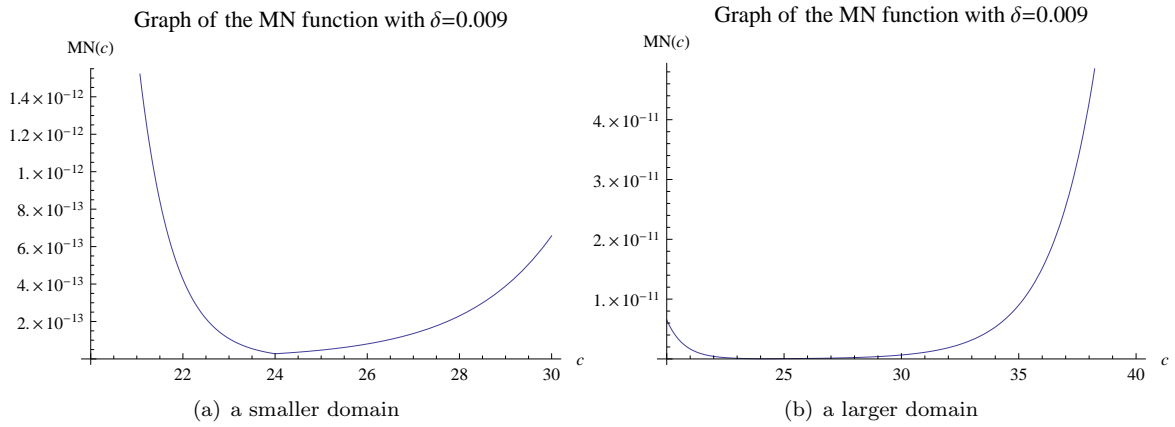 Graph of the MN function with δ=0.009
MN(c)
1.4×10⁻¹²
1.2×10⁻¹²
1.×10⁻¹²
8.×10⁻¹³
6.×10⁻¹³
4.×10⁻¹³
2.×10⁻¹³
22 24 26 28 30 c
(a) a smaller domain
Graph of the MN function with δ=0.009
MN(c)
4.×10⁻¹¹
3.×10⁻¹¹
2.×10⁻¹¹
1.×10⁻¹¹
25 30 35 40 c
(b) a larger domain